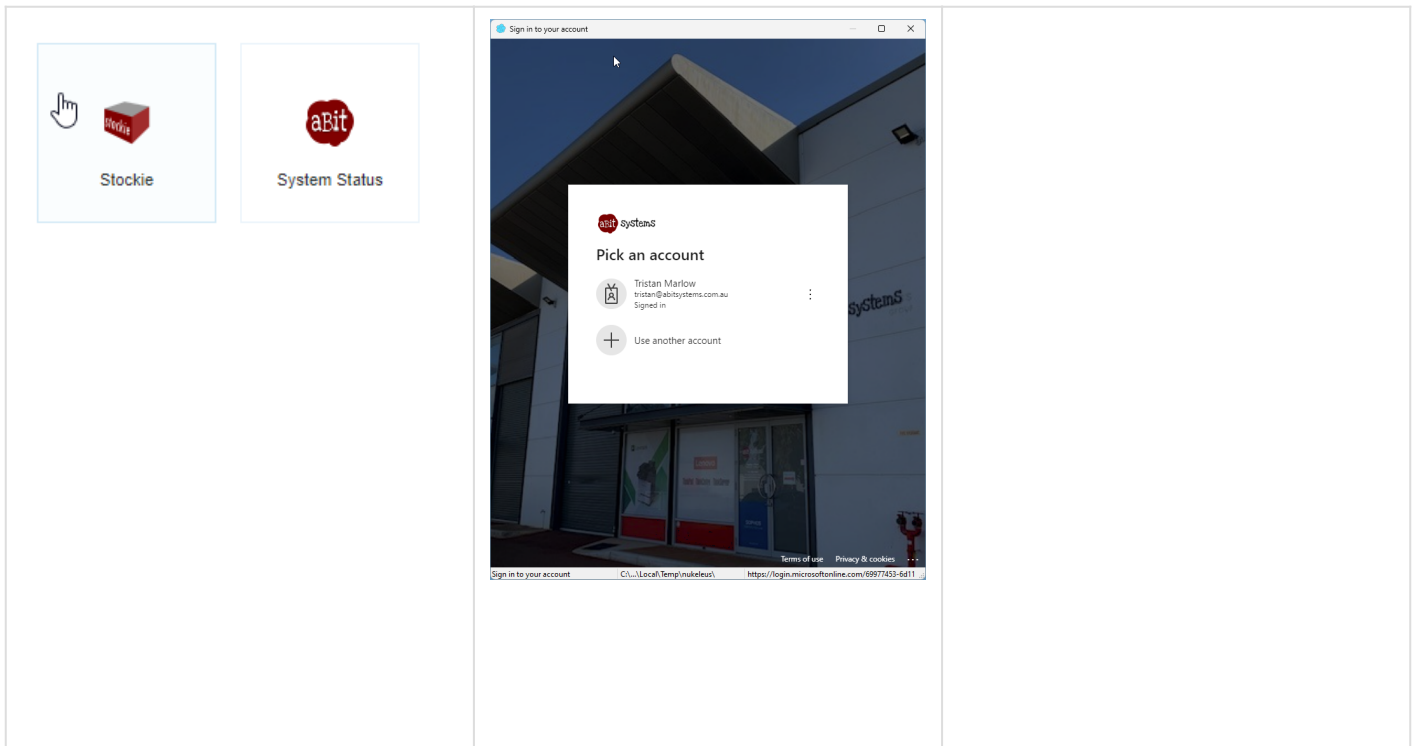 Stockie
aBit
Stockie
System Status
Sign in to your account
aBit systems
Pick an account
Tristan Marlow
tristan@abitsystems.com.au
Signed in
Use another account
systems
Lenovo
Terms of use Privacy & cookies
Sign in to your account C:\...\Local\Temp\nukeleus\ https://login.microsoftonline.com/69977453-6d11